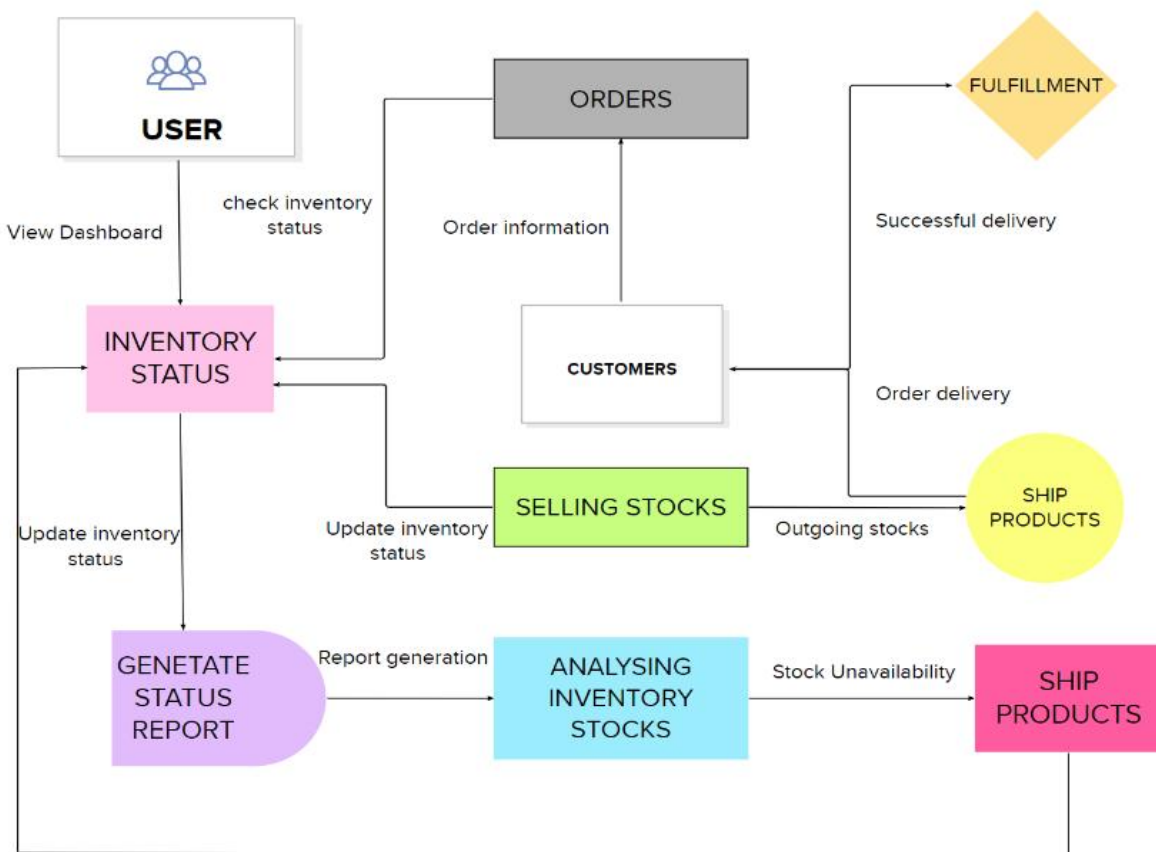 USER
ORDERS
FULFILLMENT
View Dashboard
check inventory
status
Order information
Successful delivery
INVENTORY
STATUS
CUSTOMERS
Order delivery
Update inventory
status
SELLING STOCKS
Update inventory
status
Outgoing stocks
SHIP
PRODUCTS
GENETATE
STATUS
REPORT
Report generation
ANALYSING
INVENTORY
STOCKS
Stock Unavailability
SHIP
PRODUCTS